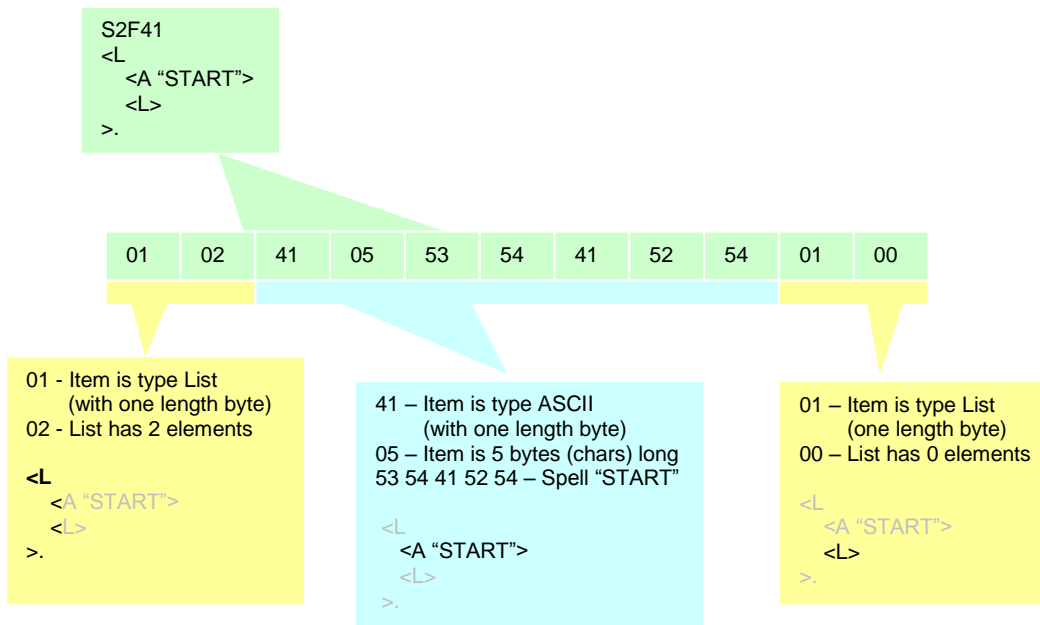 S2F41
<L
<A “START”>
<L>
>.
01 02 41 05 53 54 41 52 54 01 00
01 - Item is type List
(with one length byte)
02 - List has 2 elements
<L
<A “START”>
<L>
>.
41 – Item is type ASCII
(with one length byte)
05 – Item is 5 bytes (chars) long
53 54 41 52 54 – Spell “START”
<L
<A “START”>
<L>
>.
01 – Item is type List
(one length byte)
00 – List has 0 elements
<L
<A “START”>
<L>
>.